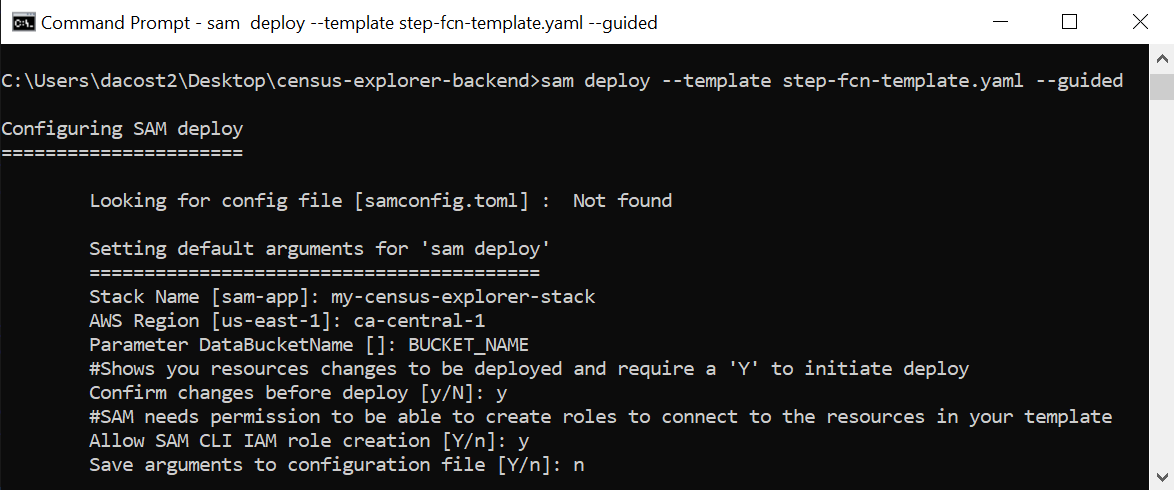 Command Prompt - sam  deploy --template step-fcn-template.yaml --guided
C:\Users\dacost2\Desktop\census-explorer-backend>sam deploy --template step-fcn-template.yaml --guided
Configuring SAM deploy
======================
Looking for config file [samconfig.toml] :  Not found
Setting default arguments for 'sam deploy'
=========================================
Stack Name [sam-app]: my-census-explorer-stack
AWS Region [us-east-1]: ca-central-1
Parameter DataBucketName []: BUCKET_NAME
#Shows you resources changes to be deployed and require a 'Y' to initiate deploy
Confirm changes before deploy [y/N]: y
#SAM needs permission to be able to create roles to connect to the resources in your template
Allow SAM CLI IAM role creation [Y/n]: y
Save arguments to configuration file [Y/n]: n